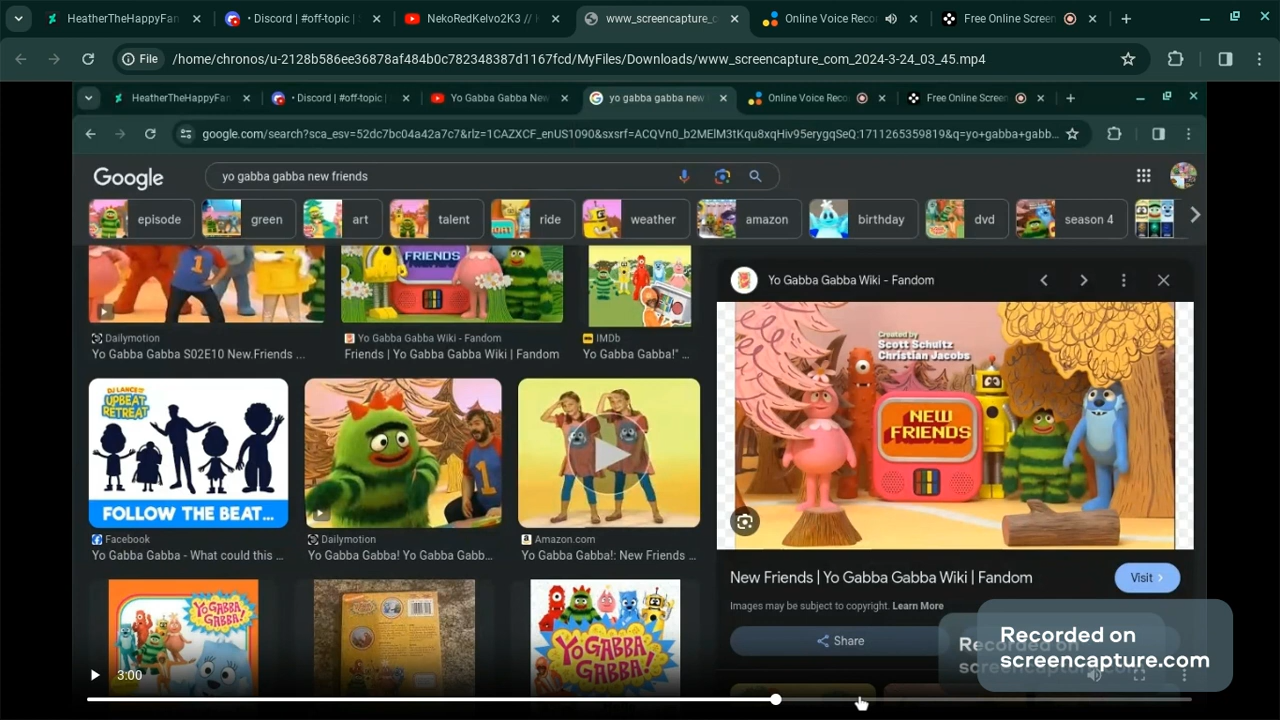 HeatherTheHappyFan
• Discord | #off-topic |
NekoRedKelvo2K3 // H
www_screencapture_c
Online Voice Reco
Free Online Screen
File
/home/chronos/u-2128b586ee36878af484b0c782348387d1167fcd/MyFiles/Downloads/www_screencapture_com_2024-3-24_03_45.mp4
HeatherTheHappyFan
• Discord | #off-topic |
Yo Gabba Gabba New
yo gabba gabba new
Online Voice Reco
Free Online Screen
google.com/search?sca_esv=52dc7bc04a42a7c7&rlz=1CAZXCF_enUS1090&sxsrf=ACQVn0_b2MElM3tKqu8xqHiv95erygqSeQ:1711265359819&q=yo+gabba+gabb...
Google
yo gabba gabba new friends
episode
green
art
talent
ride
weather
amazon
birthday
dvd
season 4
FRIENDS
Dailymotion
Yo Gabba Gabba S02E10 New.Friends ...
Yo Gabba Gabba Wiki - Fandom
Friends | Yo Gabba Gabba Wiki | Fandom
IMDb
Yo Gabba Gabba!" ...
Yo Gabba Gabba Wiki - Fandom
Created by
Scott Schultz
Christian Jacobs
NEW
FRIENDS
DJ LANCE'S
UPBEAT
RETREAT
FOLLOW THE BEAT...
Facebook
Yo Gabba Gabba - What could this ...
Dailymotion
Yo Gabba Gabba! Yo Gabba Gabb...
Amazon.com
Yo Gabba Gabba!: New Friends ...
New Friends | Yo Gabba Gabba Wiki | Fandom
Visit
Images may be subject to copyright. Learn More
Share
YO GABBA
GABBA!
YO GABBA
GABBA!
Recorded on
screencapture.com
3:00